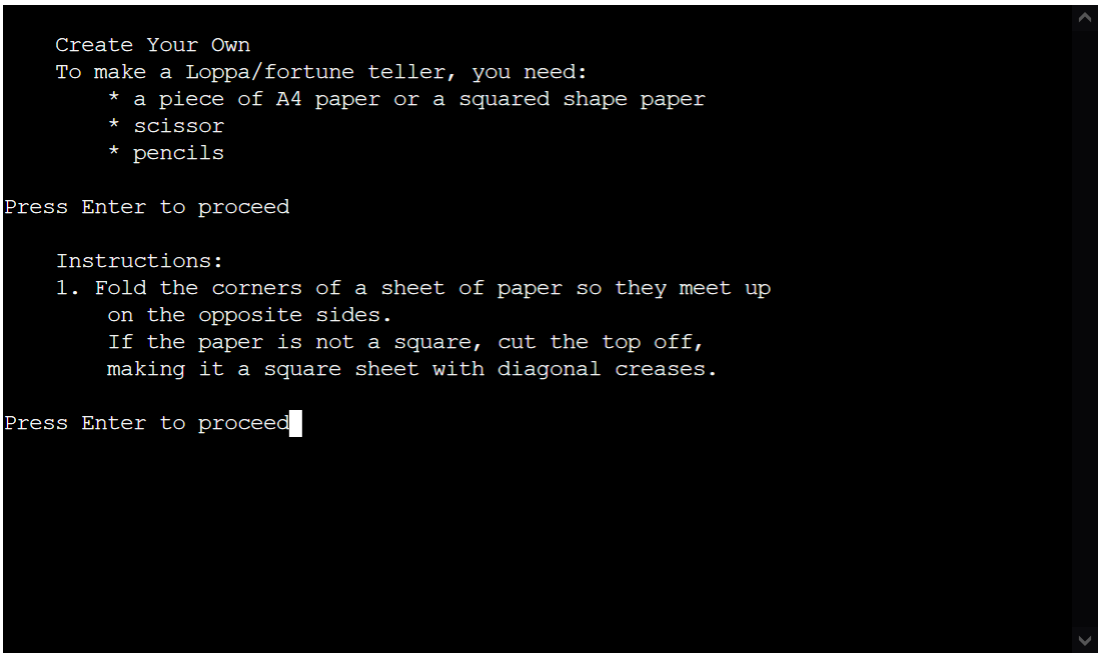 Create Your Own
To make a Loppa/fortune teller, you need:
* a piece of A4 paper or a squared shape paper
* scissor
* pencils
Press Enter to proceed
Instructions:
1. Fold the corners of a sheet of paper so they meet up
on the opposite sides.
If the paper is not a square, cut the top off,
making it a square sheet with diagonal creases.
Press Enter to proceed